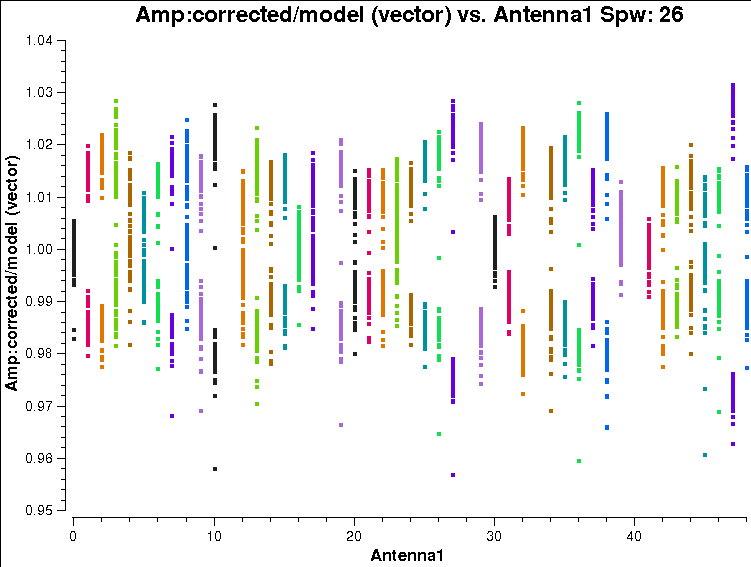 Amp:corrected/model (vector) vs. Antenna1 Spw: 26
Amp:corrected/model (vector)
1.04
1.03
1.02
1.01
1.00
0.99
0.98
0.97
0.96
0.95
0 10 20 30 40
Antenna1